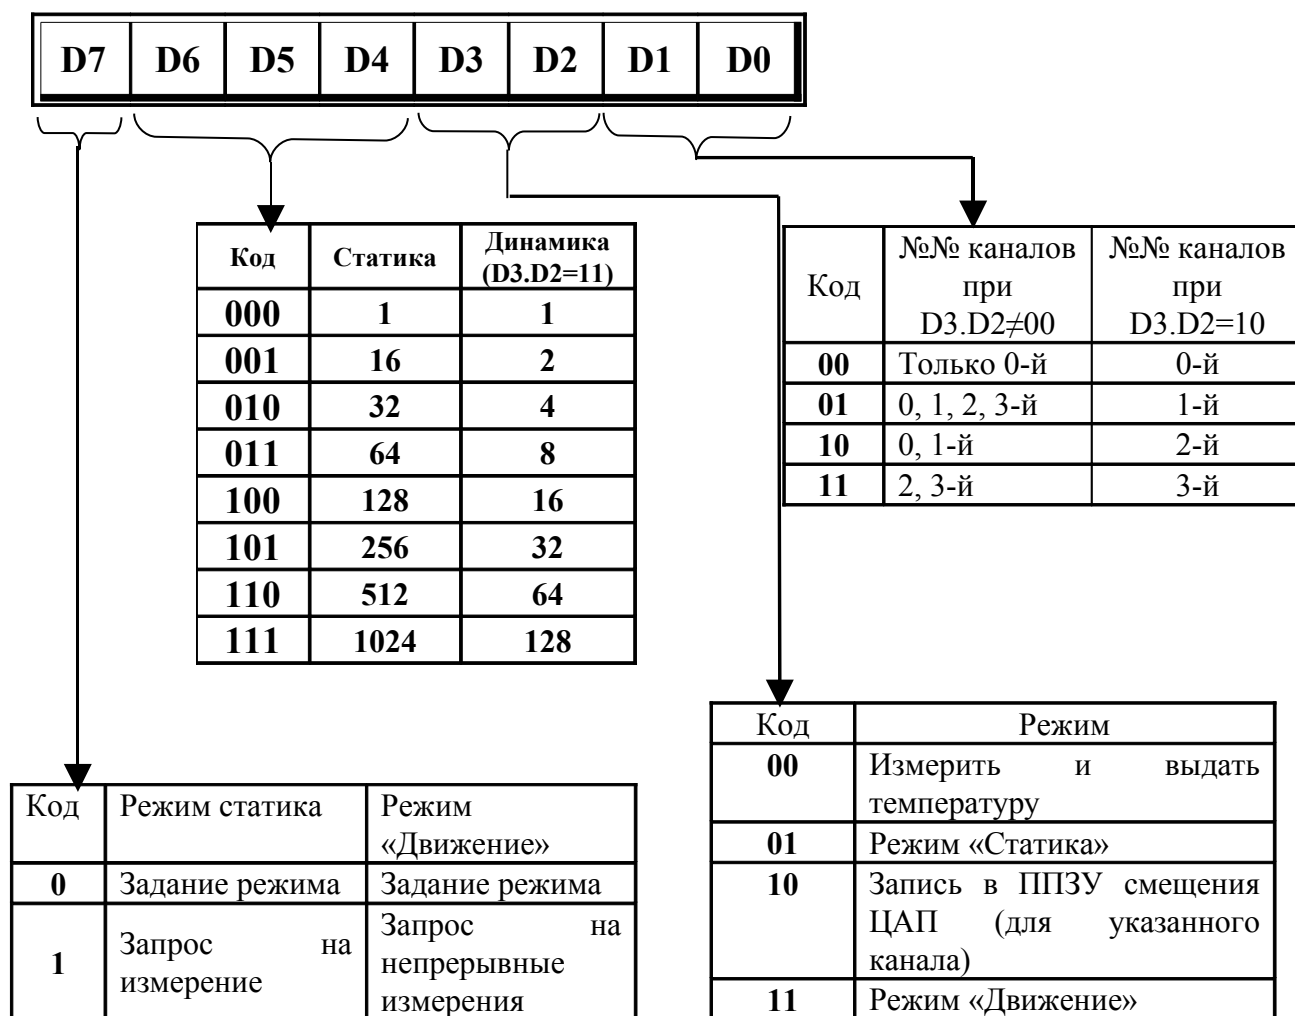 D7 D6 D5 D4 D3 D2 D1 D0
Код Статика Динамика
(D3.D2=11)
000 1 1
001 16 2
010 32 4
011 64 8
100 128 16
101 256 32
110 512 64
111 1024 128
Код №№ каналов при D3.D2≠00 №№ каналов при D3.D2=10
00 Только 0-й 0-й
01 0, 1, 2, 3-й 1-й
10 0, 1-й 2-й
11 2, 3-й 3-й
Код Режим статика Режим
«Движение»
0 Задание режима Задание режима
1 Запрос на измерение Запрос на непрерывные измерения
Код Режим
00 Измерить и выдать
температуру
01 Режим «Статика»
10 Запись в ППЗУ смещения
ЦАП (для указанного
канала)
11 Режим «Движение»